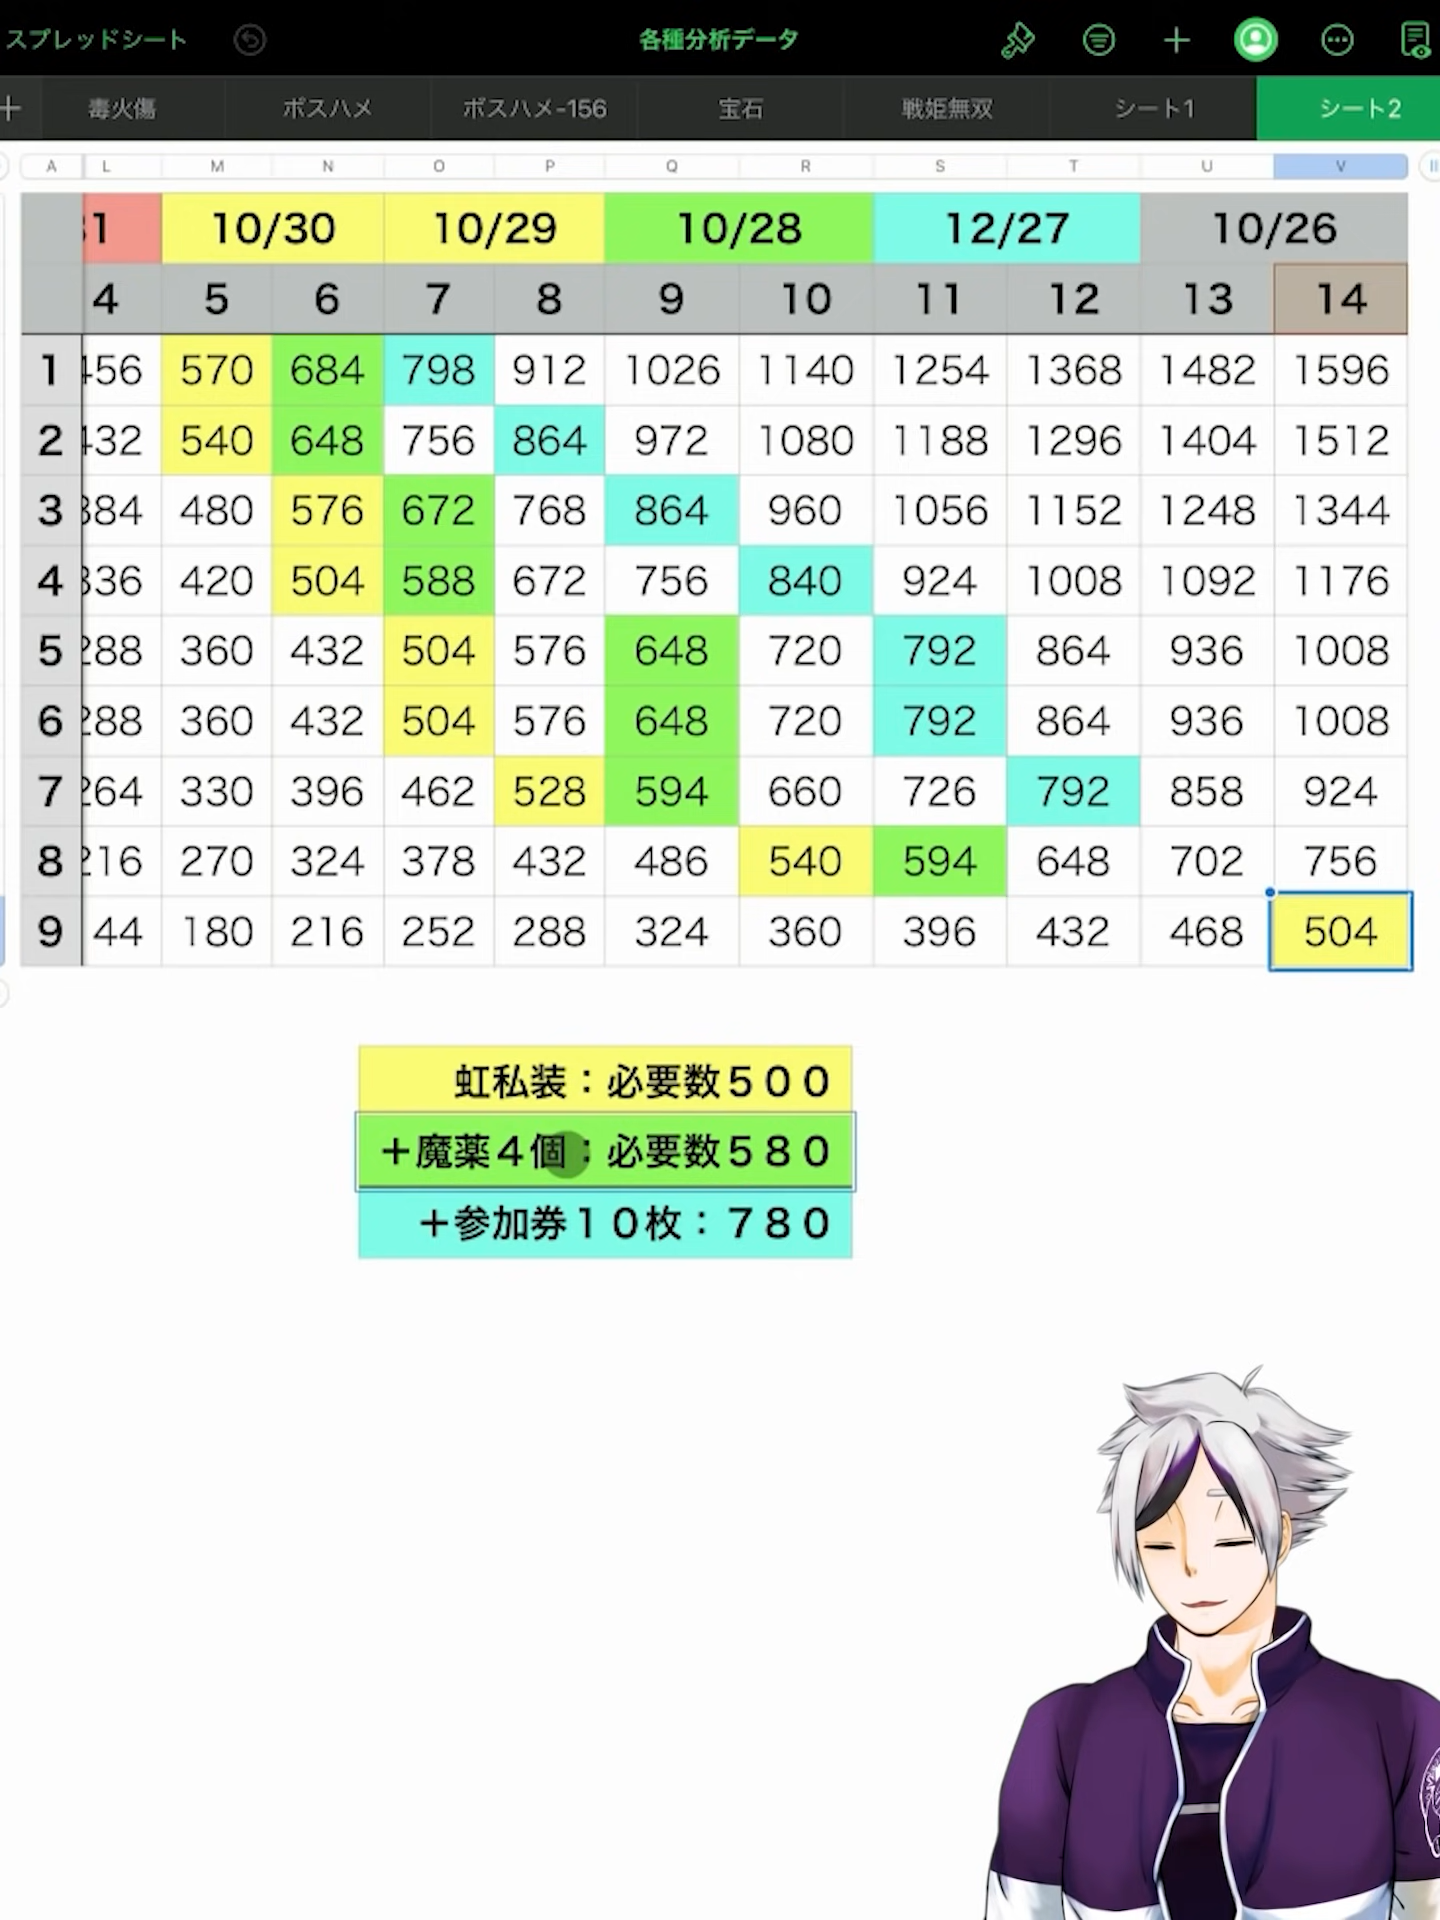 スプレッドシート 各種分析データ
毒火傷 ボスハメ ボスハメ-156 宝石 戦姫無双 シート1 シート2
A L M N O P Q R S T U V
1 10/30 10/29 10/28 12/27 10/26
4 5 6 7 8 9 10 11 12 13 14
1 456 570 684 798 912 1026 1140 1254 1368 1482 1596
2 432 540 648 756 864 972 1080 1188 1296 1404 1512
3 384 480 576 672 768 864 960 1056 1152 1248 1344
4 336 420 504 588 672 756 840 924 1008 1092 1176
5 288 360 432 504 576 648 720 792 864 936 1008
6 288 360 432 504 576 648 720 792 864 936 1008
7 264 330 396 462 528 594 660 726 792 858 924
8 216 270 324 378 432 486 540 594 648 702 756
9 44 180 216 252 288 324 360 396 432 468 504
虹私装：必要数５００
＋魔薬４個：必要数５８０
＋参加券１０枚：７８０